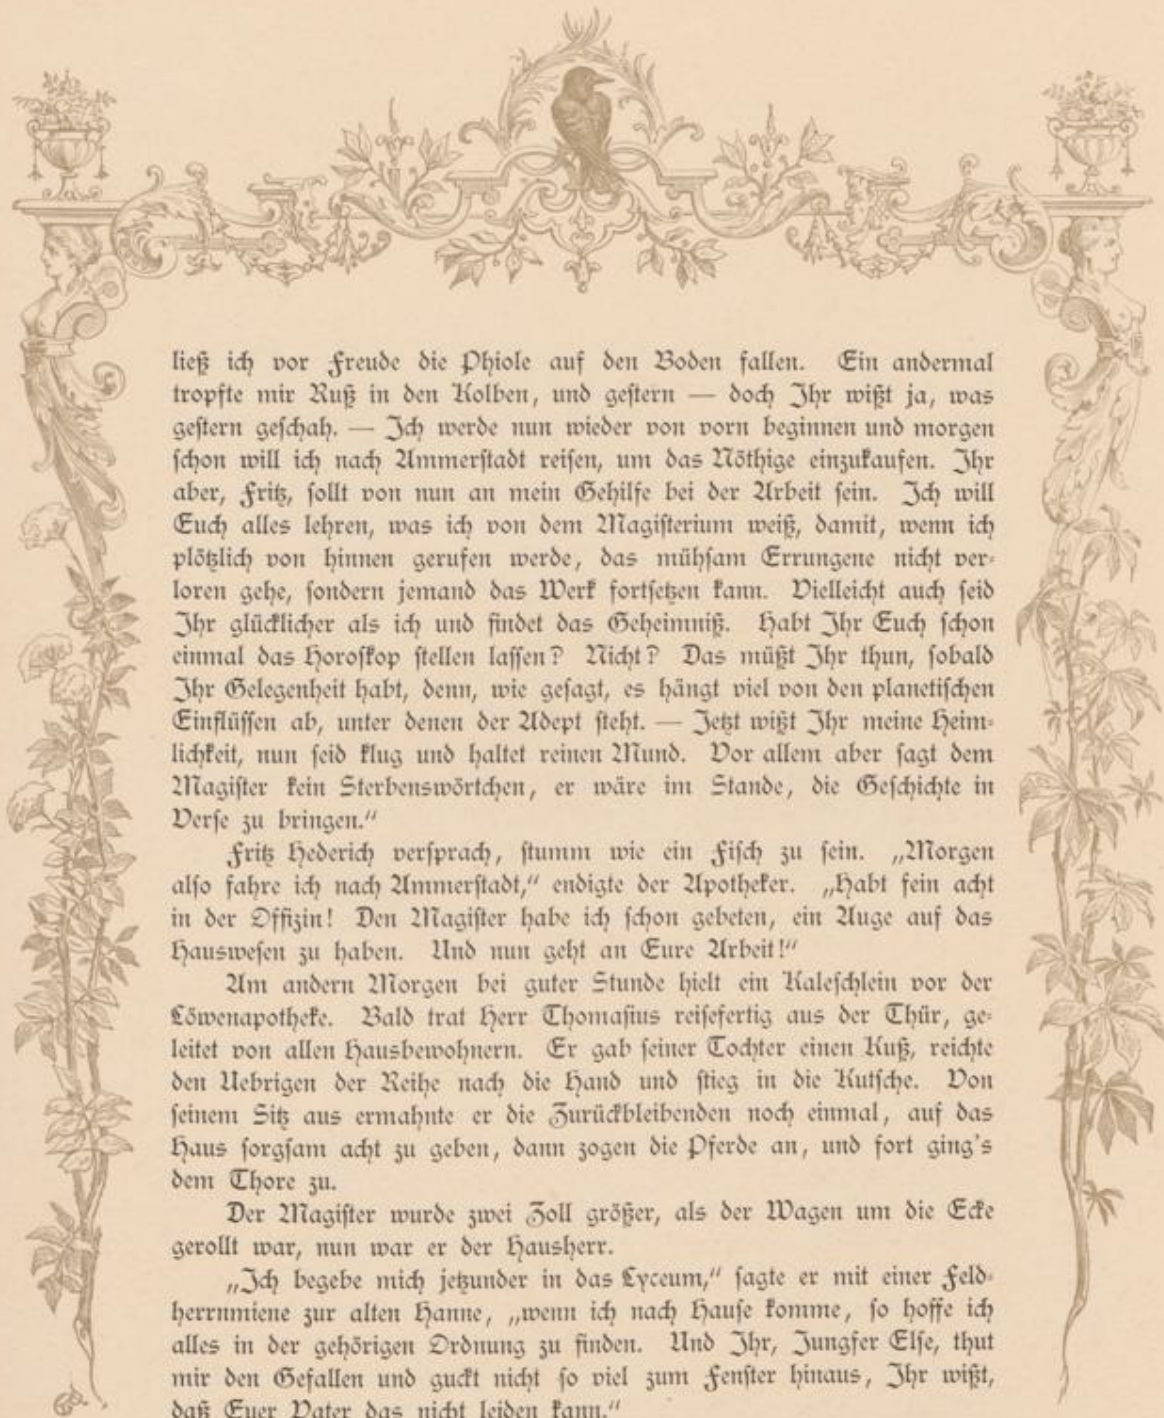 ließ ich vor Freude die Phiole auf den Boden fallen. Ein andermal
tropfte mir Ruß in den Kolben, und gestern — doch Ihr wißt ja, was
gestern geschah. — Ich werde nun wieder von vorn beginnen und morgen
schon will ich nach Ammerstadt reisen, um das Nöthige einzukaufen. Ihr
aber, Fritz, sollt von nun an mein Gehilfe bei der Arbeit sein. Ich will
Euch alles lehren, was ich von dem Magisterium weiß, damit, wenn ich
plötzlich von hinnen gerufen werde, das mühsam Errungene nicht ver-
loren gehe, sondern jemand das Werk fortsetzen kann. Vielleicht auch seid
Ihr glücklicher als ich und findet das Geheimniß. Habt Ihr Euch schon
einmal das Horoskop stellen lassen? Nicht? Das müßt Ihr thun, sobald
Ihr Gelegenheit habt, denn, wie gesagt, es hängt viel von den planetischen
Einflüssen ab, unter denen der Adept steht. — Jetzt wißt Ihr meine Heim-
lichkeit, nun seid klug und haltet reinen Mund. Vor allem aber sagt dem
Magister kein Sterbenswörtchen, er wäre im Stande, die Geschichte in
Verse zu bringen.“
Fritz Hederich versprach, stumm wie ein Fisch zu sein. „Morgen
also fahre ich nach Ammerstadt,“ endigte der Apotheker. „Habt fein acht
in der Offizin! Den Magister habe ich schon gebeten, ein Auge auf das
Hauswesen zu haben. Und nun geht an Eure Arbeit!“
Am andern Morgen bei guter Stunde hielt ein Kaleschlein vor der
Löwenapotheke. Bald trat Herr Thomasius reisefertig aus der Thür, ge-
leitet von allen Hausbewohnern. Er gab seiner Tochter einen Kuß, reichte
den Uebrigen der Reihe nach die Hand und stieg in die Kutsche. Von
seinem Sitz aus ermahnte er die Zurückbleibenden noch einmal, auf das
Haus sorgsam acht zu geben, dann zogen die Pferde an, und fort ging's
dem Thore zu.
Der Magister wurde zwei Zoll größer, als der Wagen um die Ecke
gerollt war, nun war er der Hausherr.
„Ich begebe mich jetzunder in das Lyceum,“ sagte er mit einer Feld-
herrnmiene zur alten Hanne, „wenn ich nach Hause komme, so hoffe ich
alles in der gehörigen Ordnung zu finden. Und Ihr, Jungfer Else, thut
mir den Gefallen und guckt nicht so viel zum Fenster hinaus, Ihr wißt,
daß Euer Vater das nicht leiden kann.“